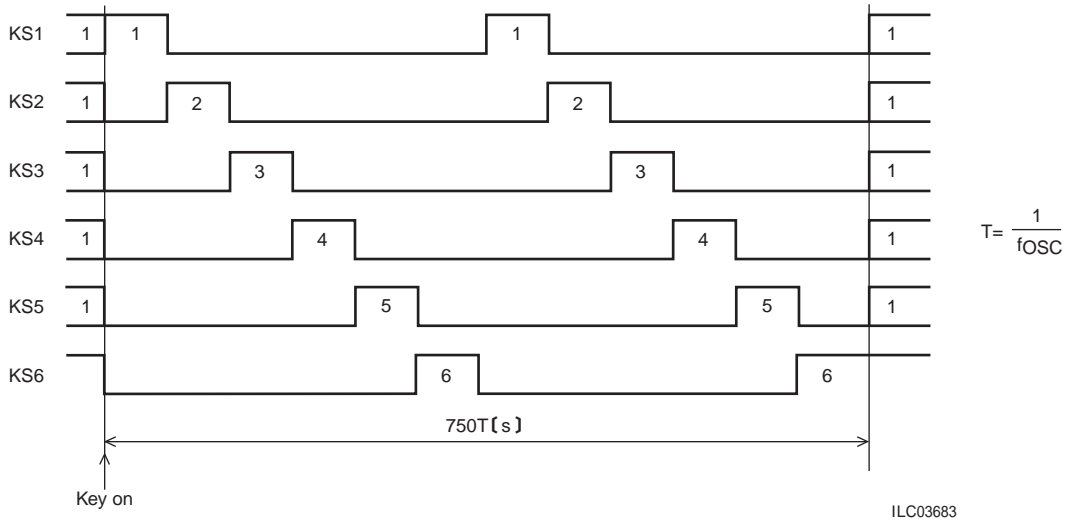 KS1 1 1 1 1
KS2 1 2 2 1
KS3 1 3 3 1
KS4 1 4 4 1
KS5 1 5 5 1
KS6 6 6
T= 1
fOSC
750T[s]
Key on
ILC03683